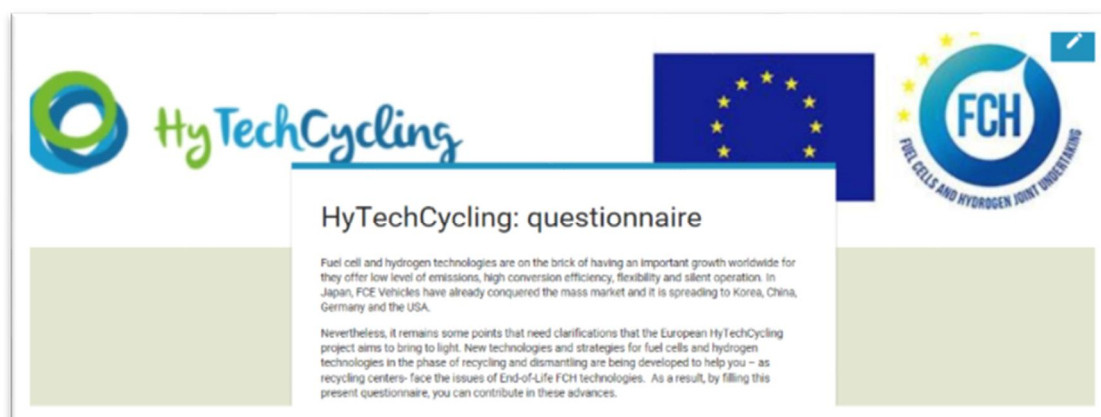 HyTechCycling
FCH
FUEL CELLS AND HYDROGEN JOINT UNDERTAKING
HyTechCycling: questionnaire
Fuel cell and hydrogen technologies are on the brick of having an important growth worldwide for
they offer low level of emissions, high conversion efficiency, flexibility and silent operation. In
Japan, FCE Vehicles have already conquered the mass market and it is spreading to Korea, China,
Germany and the USA.
Nevertheless, it remains some points that need clarifications that the European HyTechCycling
project aims to bring to light. New technologies and strategies for fuel cells and hydrogen
technologies in the phase of recycling and dismantling are being developed to help you – as
recycling centers- face the issues of End-of-Life FCH technologies. As a result, by filling this
present questionnaire, you can contribute in these advances.